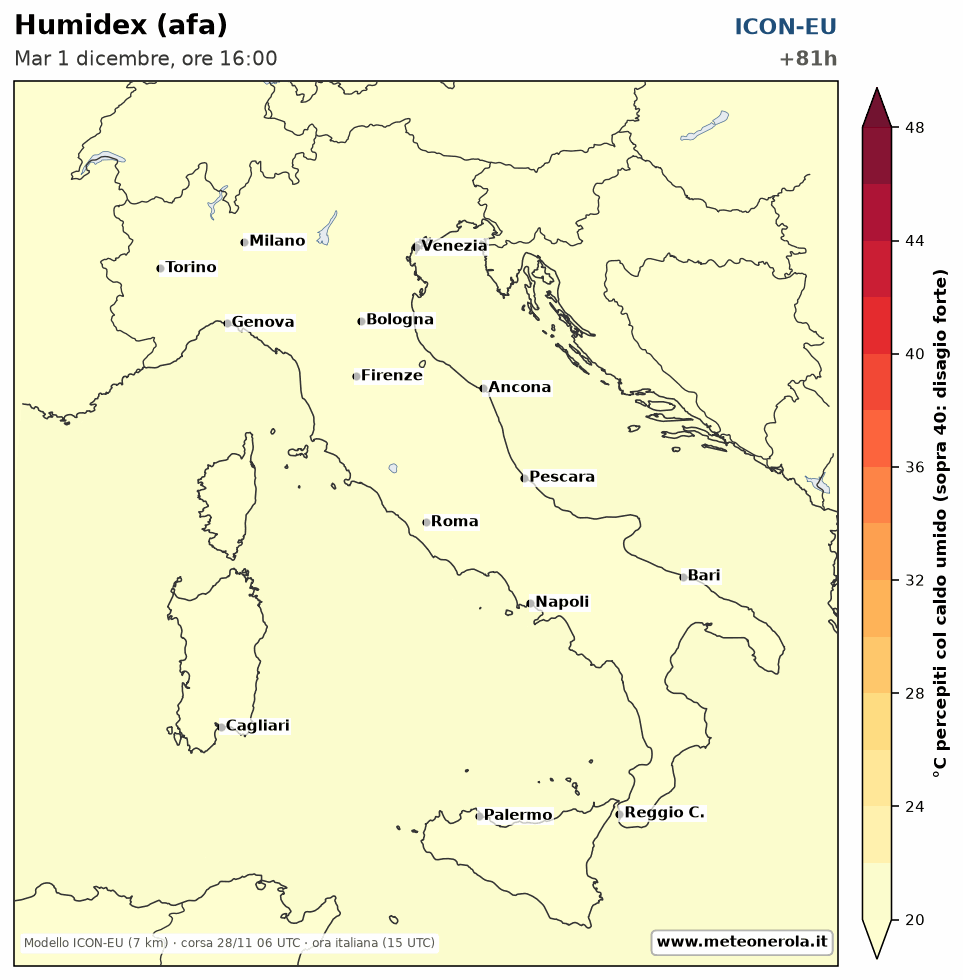 Humidex (afa)
ICON-EU
Mar 1 dicembre, ore 16:00
+81h
48
44
40
36
32
28
24
20
°C percepiti col caldo umido (sopra 40: disagio forte)
Milano
Venezia
Torino
Genova
Bologna
Firenze
Ancona
Pescara
Roma
Bari
Napoli
Cagliari
Palermo
Reggio C.
Modello ICON-EU (7 km) · corsa 28/11 06 UTC · ora italiana (15 UTC)
www.meteonerola.it